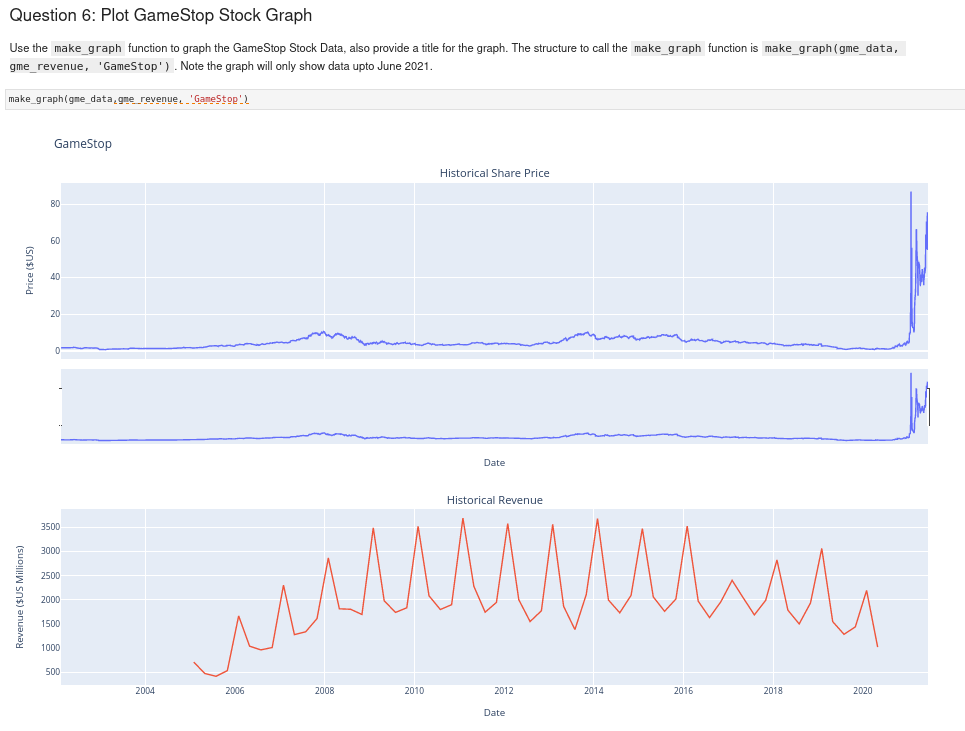 Question 6: Plot GameStop Stock Graph
Use the make_graph function to graph the GameStop Stock Data, also provide a title for the graph. The structure to call the make_graph function is make_graph(gme_data,
gme_revenue, 'GameStop') . Note the graph will only show data upto June 2021.
make_graph(gme_data,gme_revenue, 'GameStop')
GameStop
Historical Share Price
80
60
40
20
0
Price ($US)
Date
Historical Revenue
3500
3000
2500
2000
1500
1000
500
Revenue ($US Millions)
2004 2006 2008 2010 2012 2014 2016 2018 2020
Date